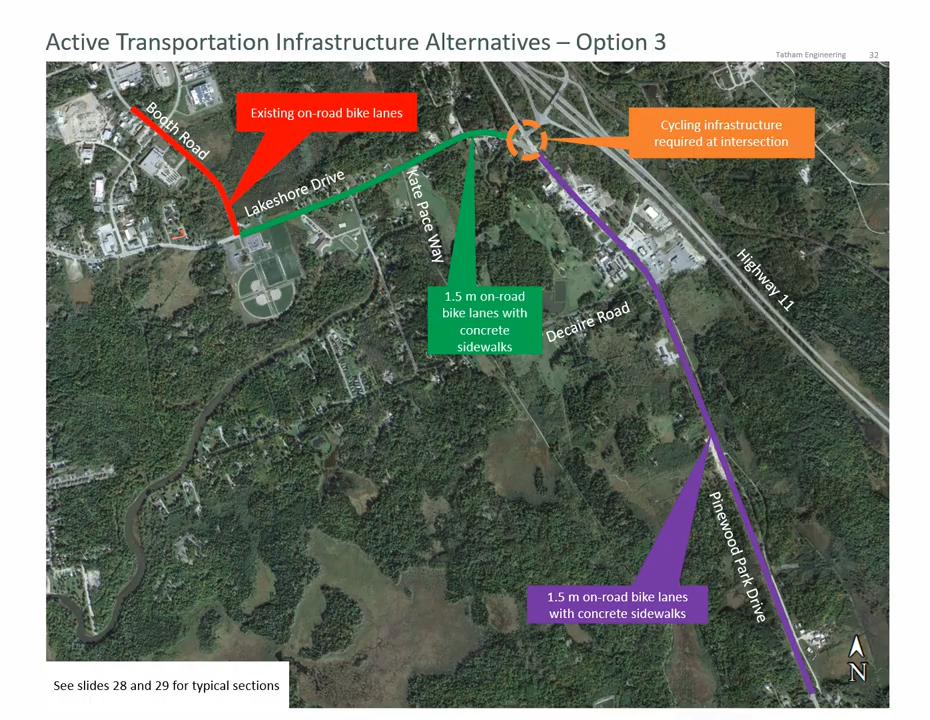 Active Transportation Infrastructure Alternatives – Option 3
Tatham Engineering
32
Existing on-road bike lanes
Booth Road
Cycling infrastructure
required at intersection
Lakeshore Drive
Kate Pace Way
Highway 11
1.5 m on-road
bike lanes with
concrete
sidewalks
Decaire Road
Pinewood Park Drive
1.5 m on-road bike lanes
with concrete sidewalks
N
See slides 28 and 29 for typical sections